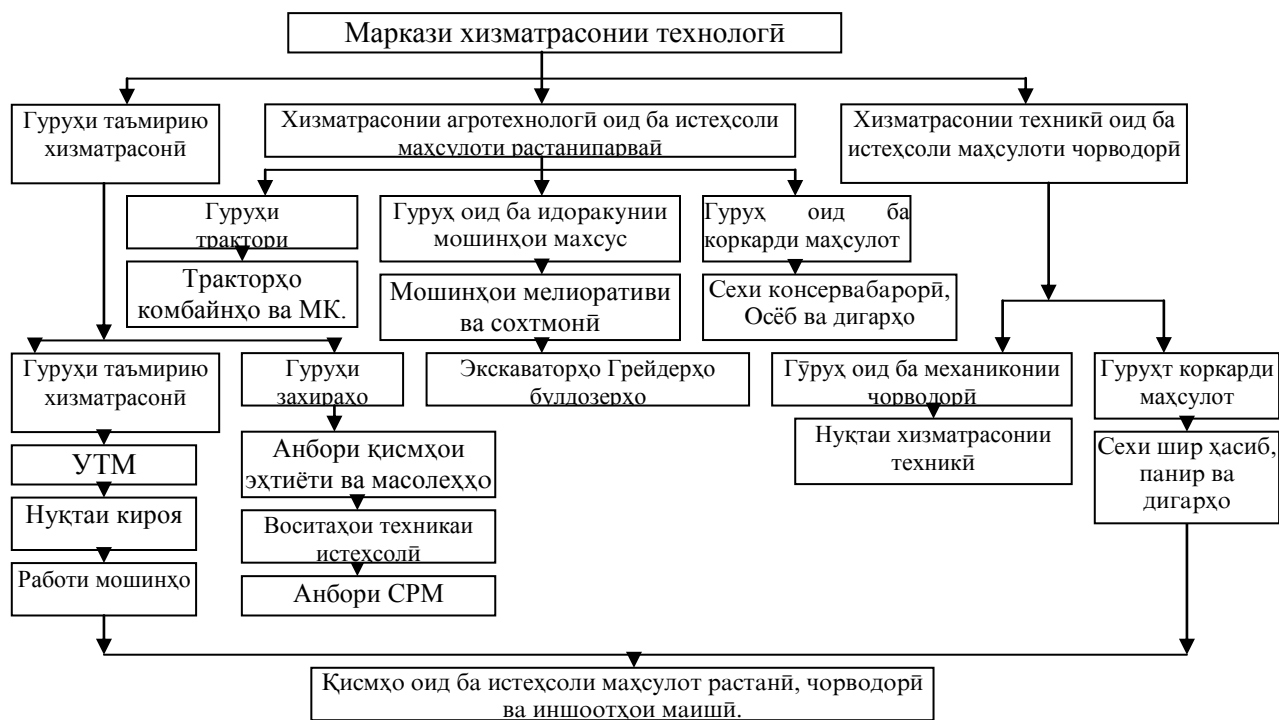 Маркази хизматрасонии технологӣ
Гуруҳи таъмирию
хизматрасонӣ
Хизматрасонии агротехнологӣ оид ба истеҳсоли
маҳсулоти растанипарваӣ
Хизматрасонии техникӣ оид ба
истеҳсоли маҳсулоти чорводорӣ
Гуруҳи
трактори
Гуруҳ оид ба идоракунии
мошинҳои махсус
Гуруҳ оид ба
коркарди маҳсулот
Тракторҳо
комбайнҳо ва МК.
Мошинҳои мелиоративи
ва сохтмонӣ
Сехи консервабарорӣ,
Осёб ва дигарҳо
Гуруҳи таъмирию
хизматрасонӣ
Гуруҳи
захираҳо
Экскаваторҳо Грейдерҳо
булдозерҳо
Гӯруҳ оид ба механиконии
чорводорӣ
Гуруҳт коркарди
маҳсулот
УТМ
Анбори қисмҳои
эҳтиёти ва масолеҳҳо
Нуқтаи хизматрасонии
техникӣ
Сехи шир ҳасиб,
панир ва
дигарҳо
Нуқтаи кироя
Воситаҳои техникаи
истеҳсолӣ
Работи мошинҳо
Анбори СРМ
Қисмҳо оид ба истеҳсоли маҳсулот растанӣ, чорводорӣ
ва иншоотҳои маишӣ.